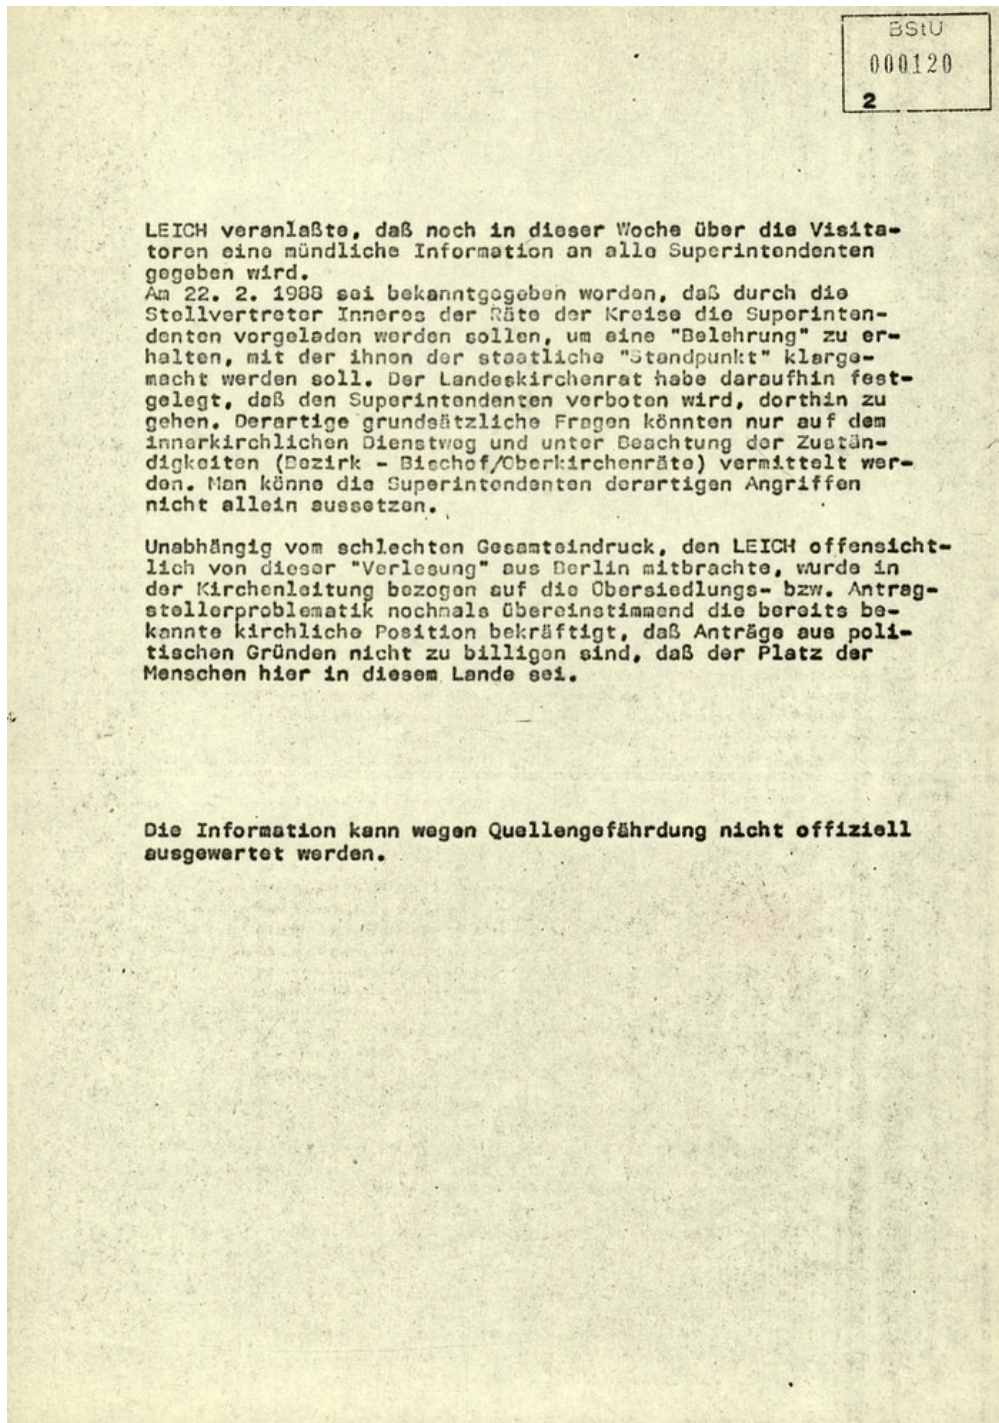 BStU
000120
2
LEICH veranlaßte, daß noch in dieser Woche über die Visita-
toren eine mündliche Information an alle Superintendenten
gegeben wird.
Am 22. 2. 1988 sei bekanntgegeben worden, daß durch die
Stellvertreter Inneres der Räte der Kreise die Superinten-
denten vorgeladen werden sollen, um eine "Belehrung" zu er-
halten, mit der ihnen der staatliche "Standpunkt" klarge-
macht werden soll. Der Landeskirchenrat habe daraufhin fest-
gelegt, daß den Superintendenten verboten wird, dorthin zu
gehen. Derartige grundsätzliche Fragen könnten nur auf dem
innerkirchlichen Dienstweg und unter Beachtung der Zustän-
digkeiten (Bezirk - Bischof/Oberkirchenräte) vermittelt wer-
den. Man könne die Superintendenten derartigen Angriffen
nicht allein aussetzen.
Unabhängig vom schlechten Gesamteindruck, den LEICH offensicht-
lich von dieser "Verlesung" aus Berlin mitbrachte, wurde in
der Kirchenleitung bezogen auf die Übersiedlungs- bzw. Antrag-
stellerproblematik nochmals übereinstimmend die bereits be-
kannte kirchliche Position bekräftigt, daß Anträge aus poli-
tischen Gründen nicht zu billigen sind, daß der Platz der
Menschen hier in diesem Lande sei.
Die Information kann wegen Quellengefährdung nicht offiziell
ausgewertet werden.